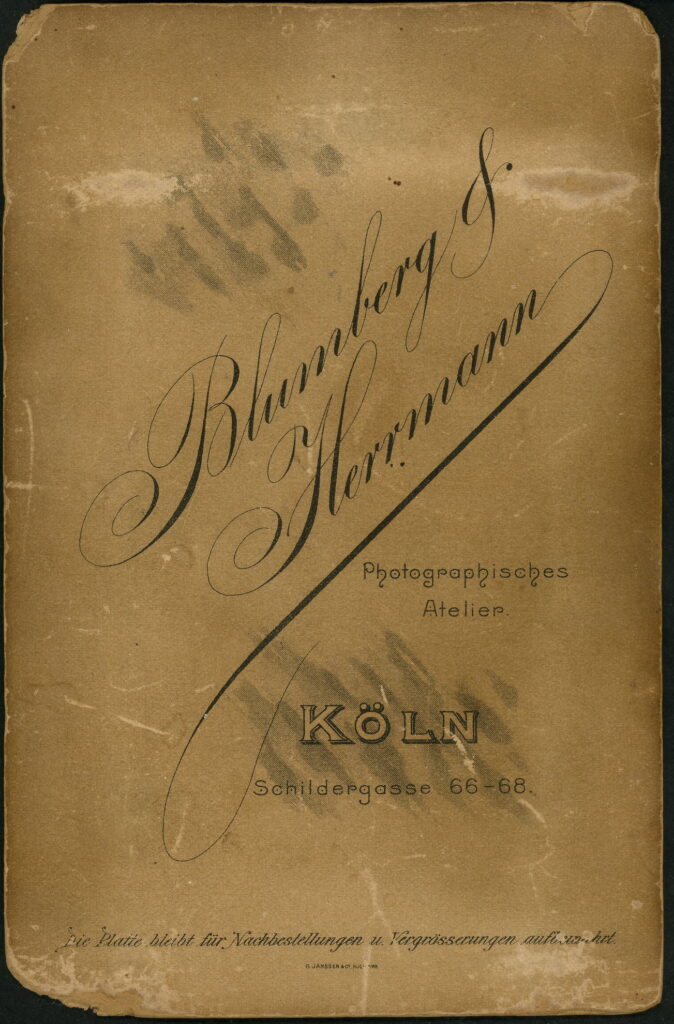 Blumberg &
Herrmann
Photographisches
Atelier.
KÖLN
Schildergasse 66-68.
Die Platte bleibt für Nachbestellungen u. Vergrösserungen aufbewahrt.